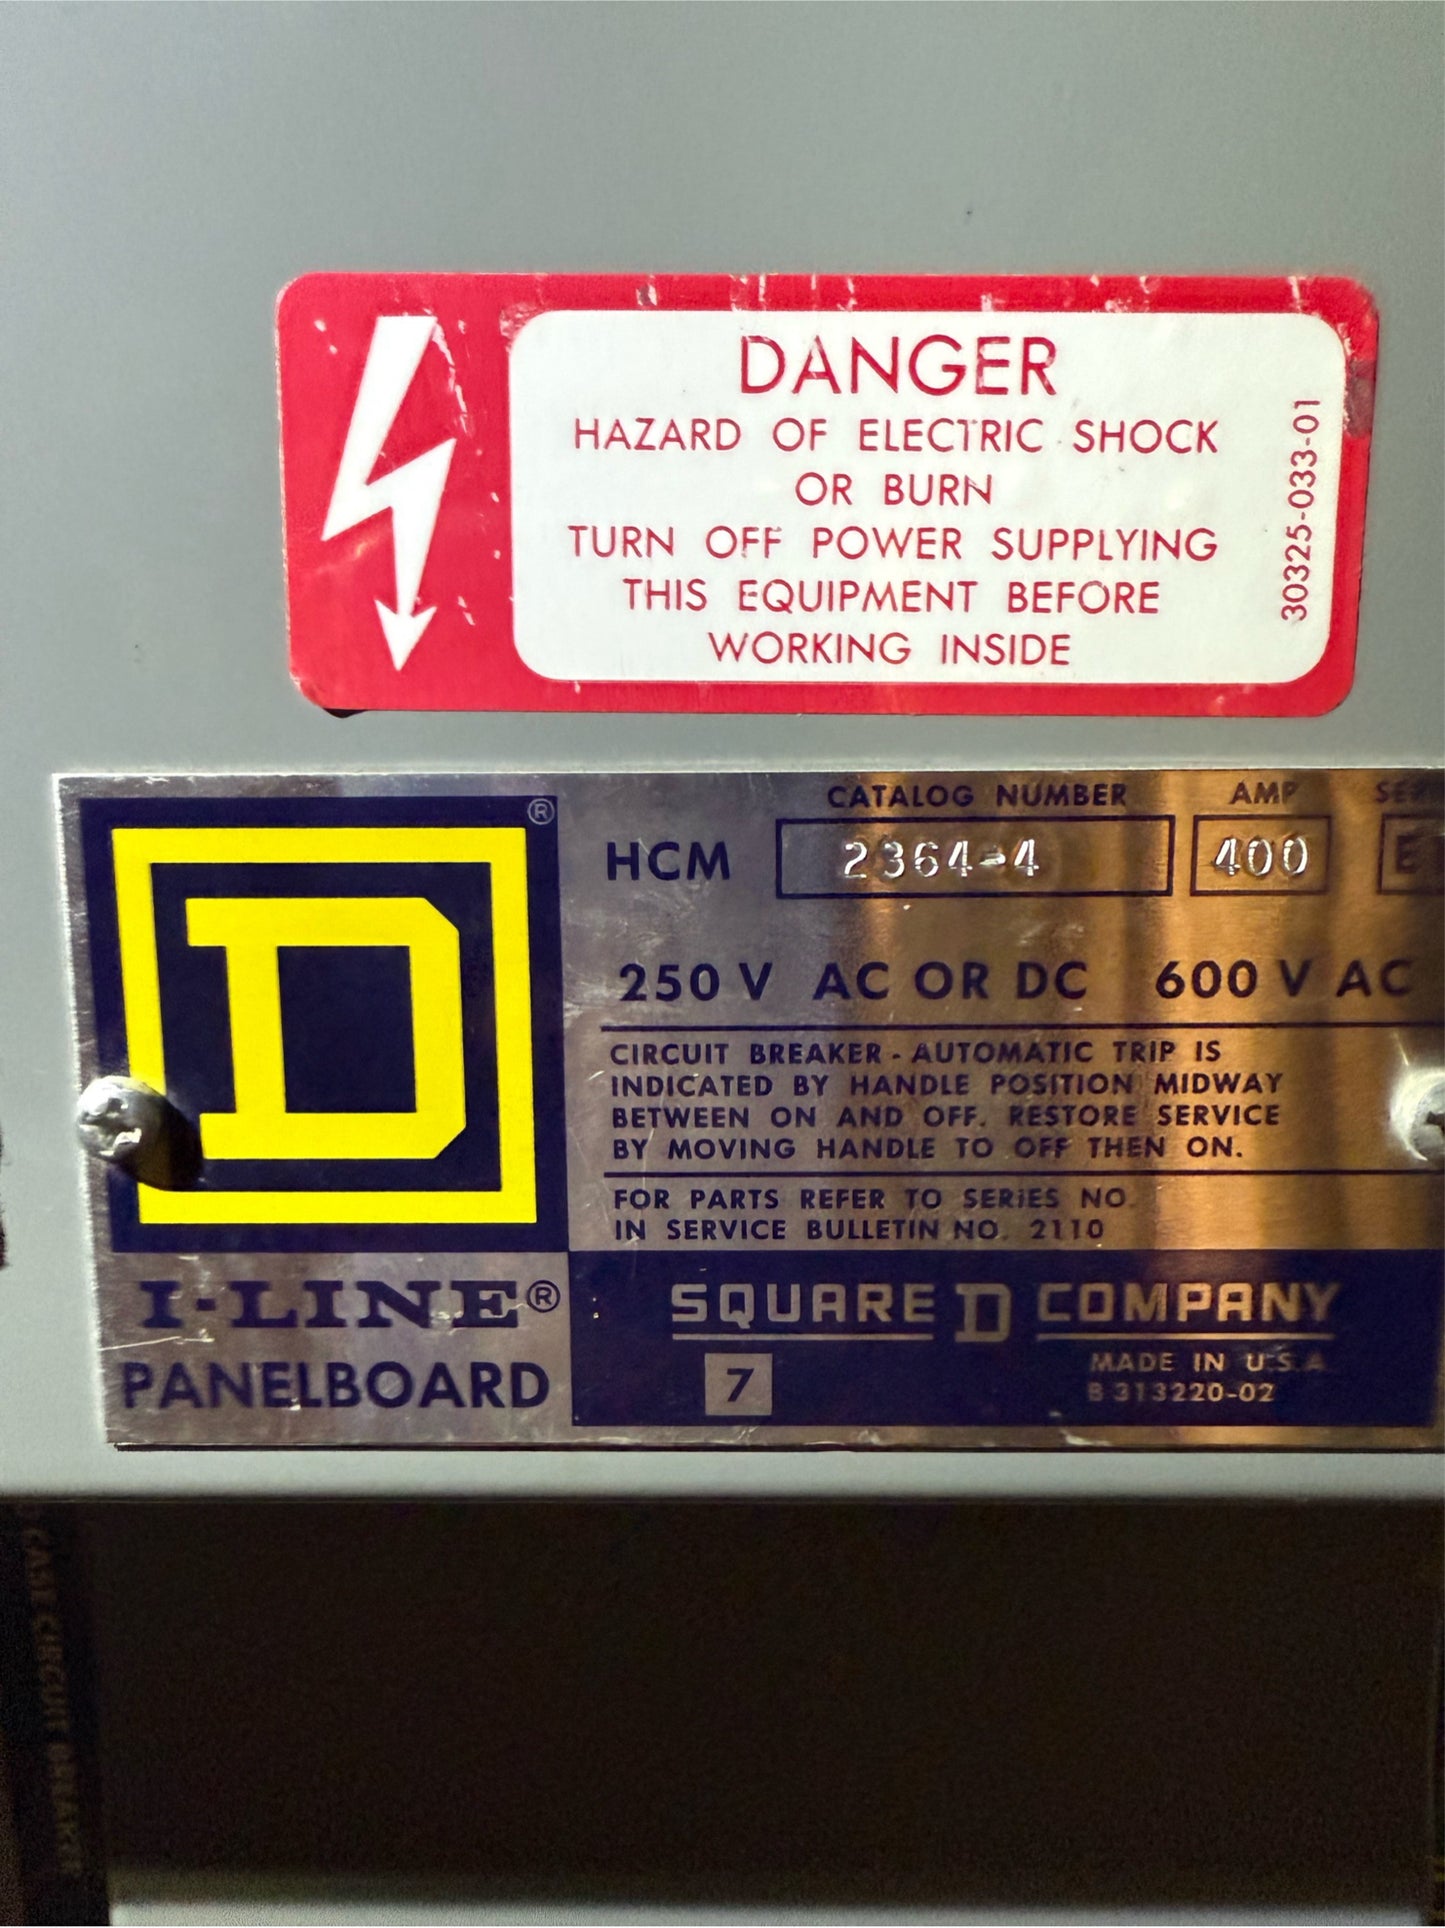 DANGER
HAZARD OF ELECTRIC SHOCK
OR BURN
TURN OFF POWER SUPPLYING
THIS EQUIPMENT BEFORE
WORKING INSIDE
30325-033-01
CATALOG NUMBER AMP
HCM 2364-4 400 E
250 V AC OR DC 600 V AC
CIRCUIT BREAKER - AUTOMATIC TRIP IS
INDICATED BY HANDLE POSITION MIDWAY
BETWEEN ON AND OFF. RESTORE SERVICE
BY MOVING HANDLE TO OFF THEN ON.
FOR PARTS REFER TO SERIES NO.
IN SERVICE BULLETIN NO. 2110
D ®
I-LINE®
PANELBOARD
SQUARE D COMPANY
7
MADE IN U.S.A
B 313220-02
CIRCUIT BREAKER